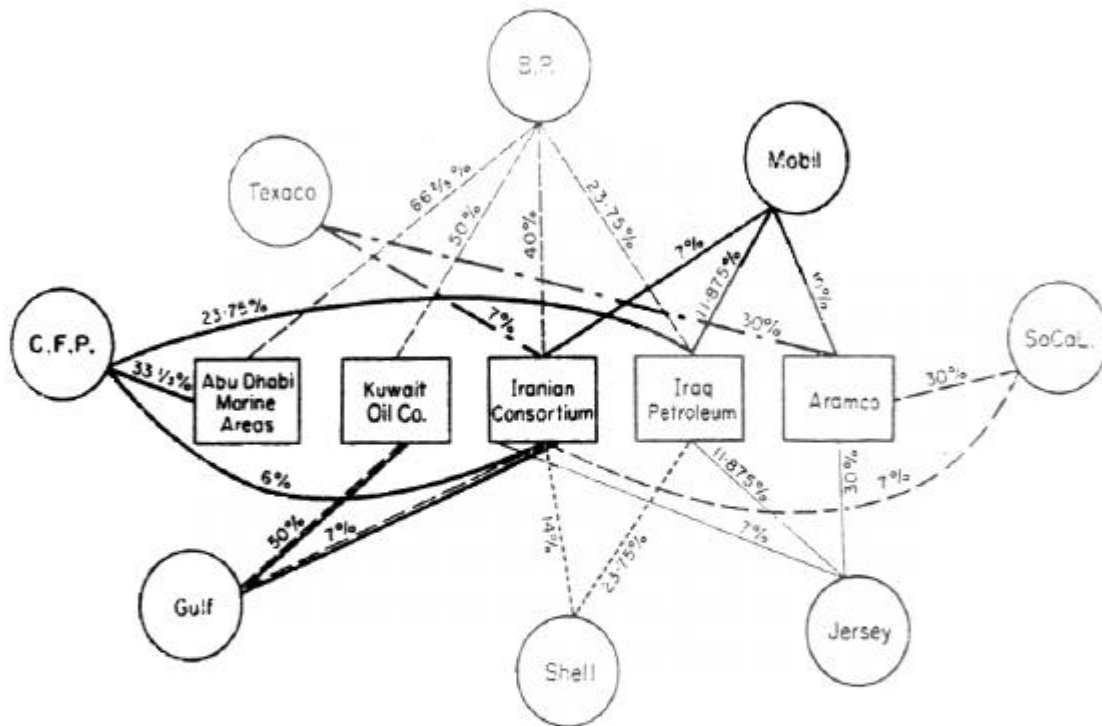 B.P.
Mobil
Texaco
66 2/3 %
50%
40%
23·75%
7%
11·875%
C.F.P.
23·75%
7%
30%
SoCaL.
33 1/3%
Abu Dhabi
Marine
Areas
Kuwait
Oil Co.
Iranian
Consortium
Iraq
Petroleum
Aramco
30%
6%
50%
7%
14%
23·75%
11·875%
7%
30%
7%
Gulf
Shell
Jersey